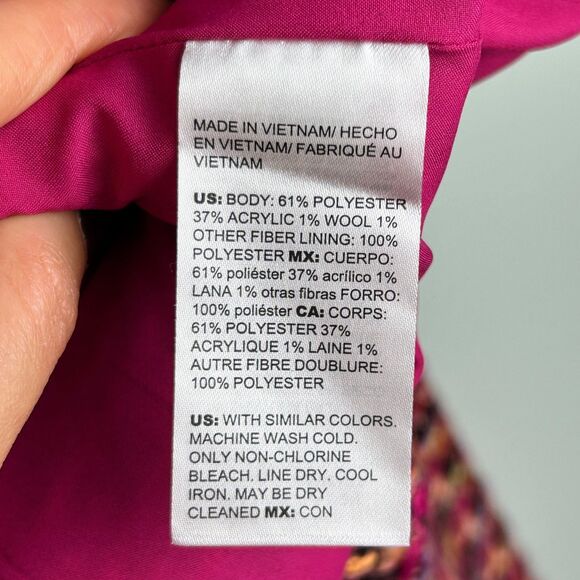 MADE IN VIETNAM/ HECHO
EN VIETNAM/ FABRIQUÉ AU
VIETNAM
US: BODY: 61% POLYESTER
37% ACRYLIC 1% WOOL 1%
OTHER FIBER LINING: 100%
POLYESTER MX: CUERPO:
61% poliéster 37% acrílico 1%
LANA 1% otras fibras FORRO:
100% poliéster CA: CORPS:
61% POLYESTER 37%
ACRYLIQUE 1% LAINE 1%
AUTRE FIBRE DOUBLURE:
100% POLYESTER
US: WITH SIMILAR COLORS.
MACHINE WASH COLD.
ONLY NON-CHLORINE
BLEACH. LINE DRY. COOL
IRON. MAY BE DRY
CLEANED MX: CON